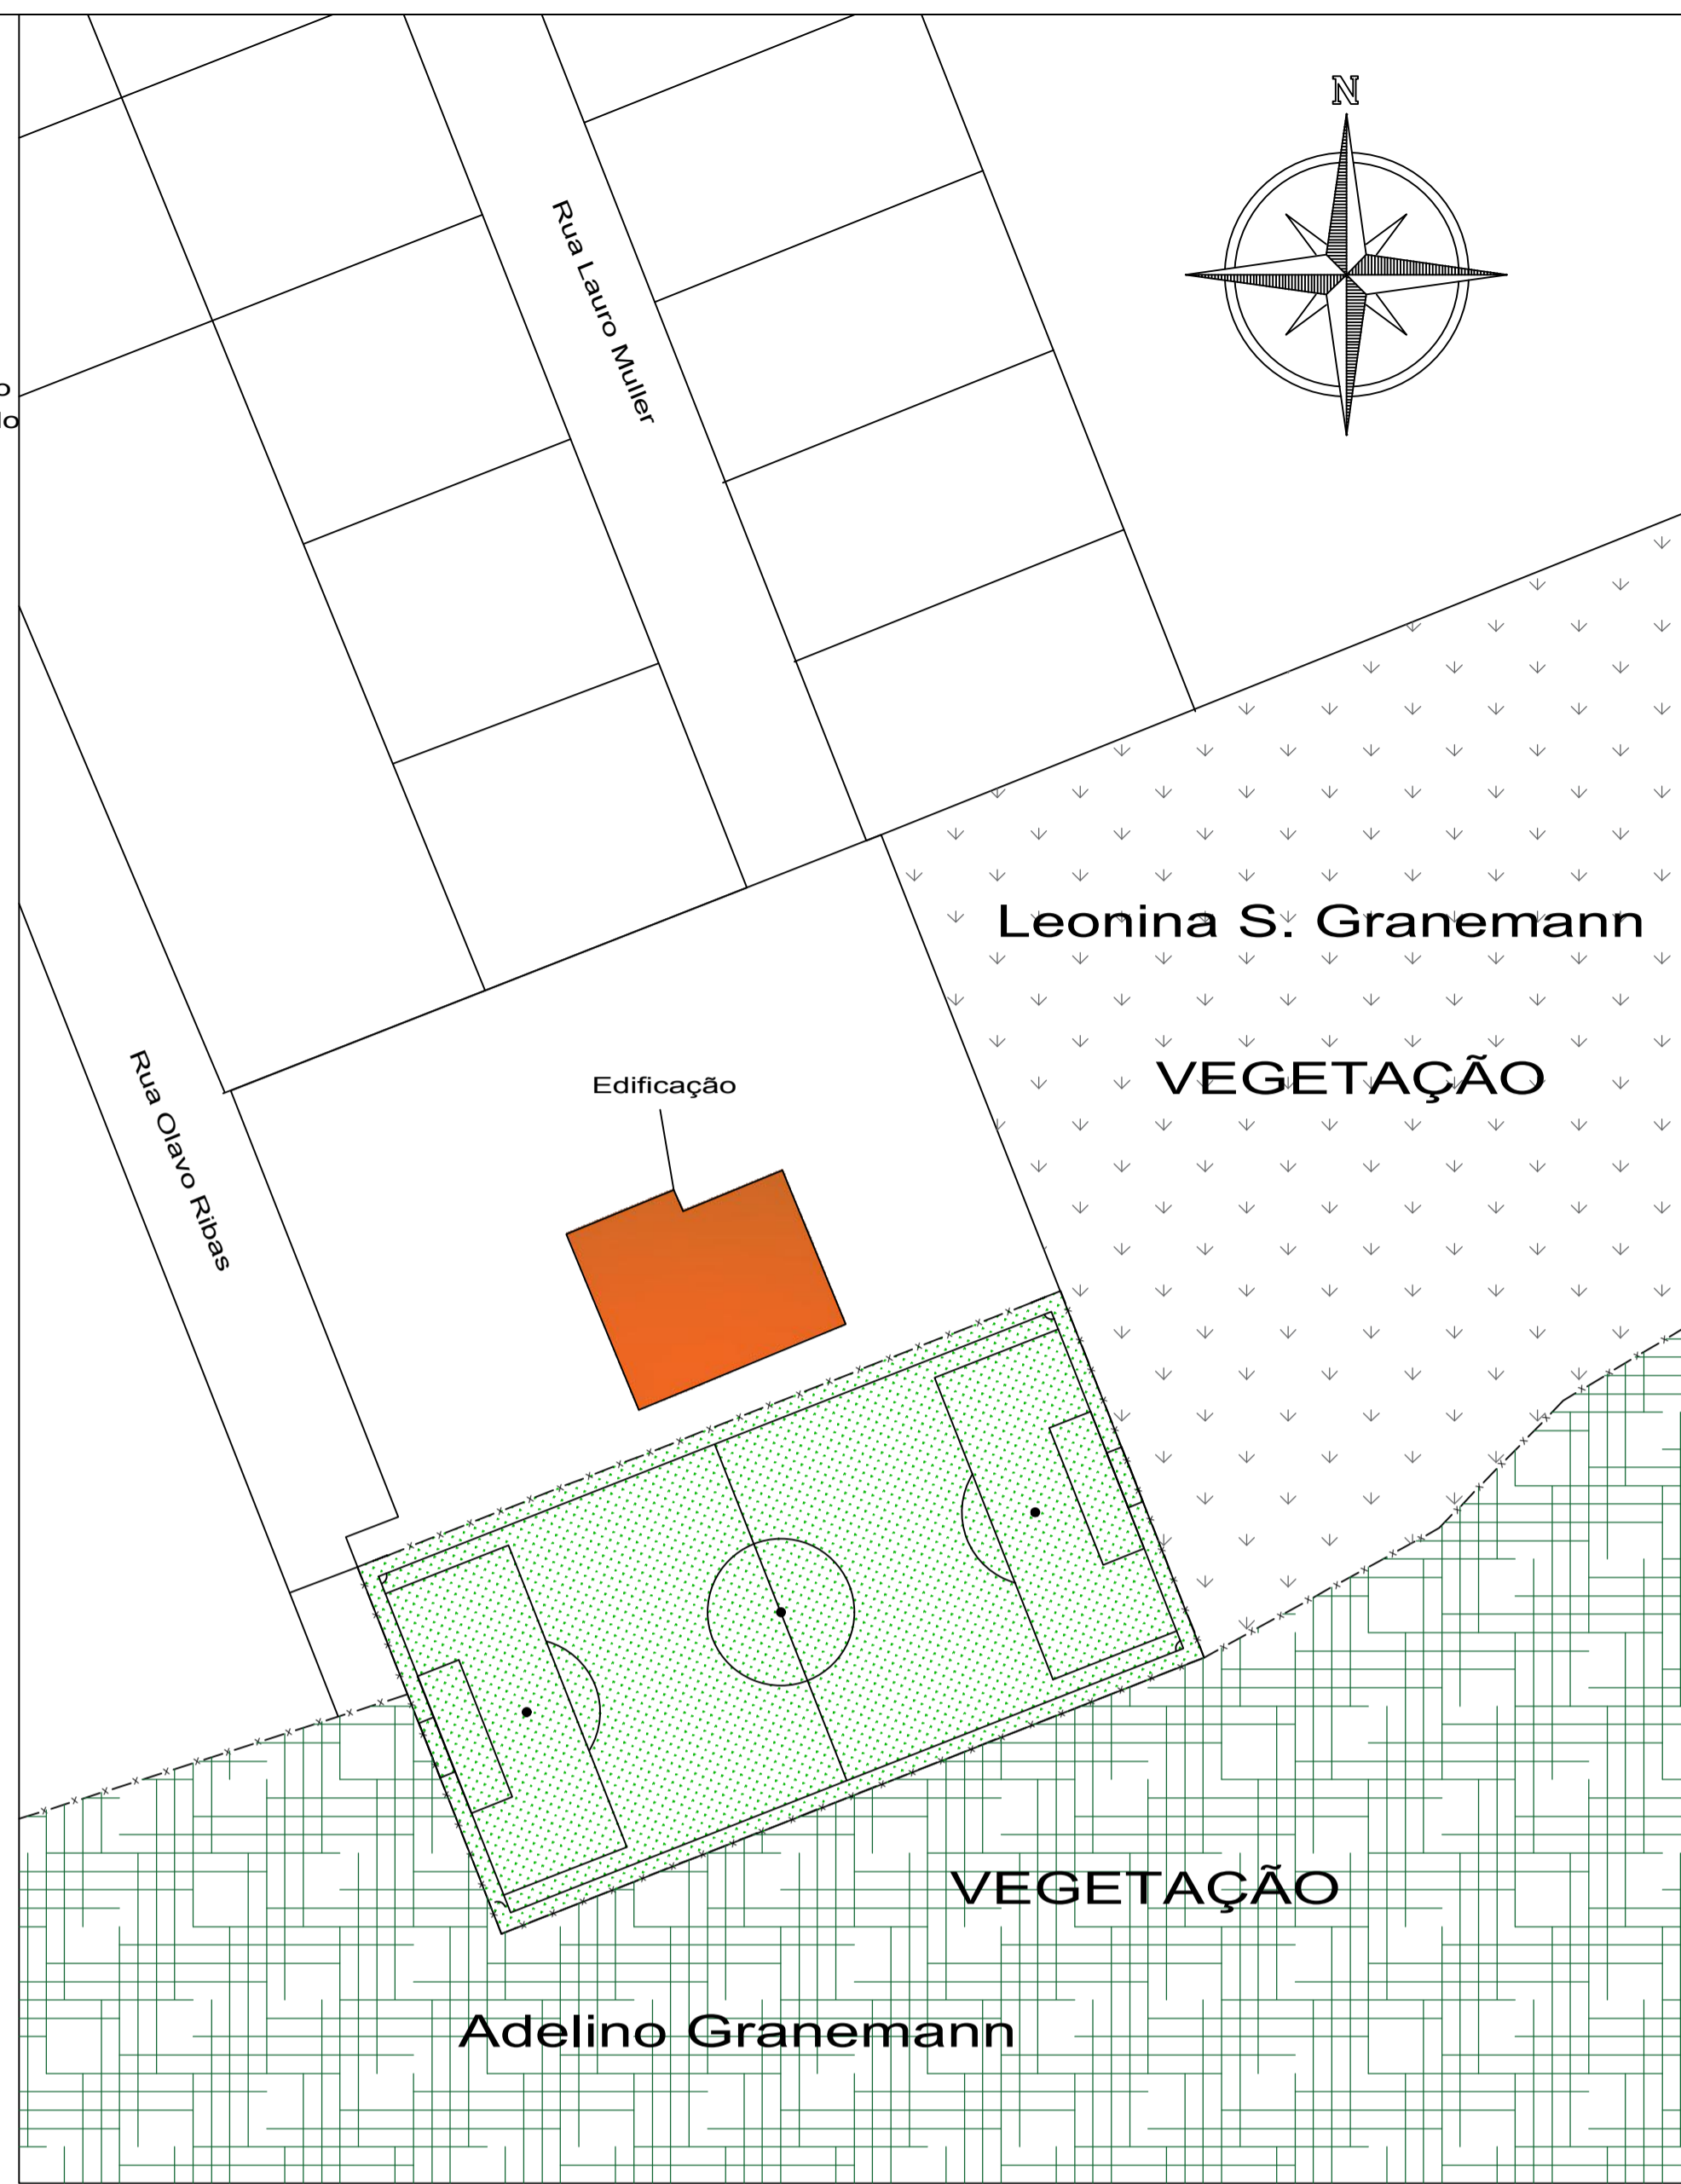 N
Rua Lauro Muller
Leonina S. Granemann
VEGETAÇÃO
Edificação
Rua Olavo Ribas
VEGETAÇÃO
Adelino Granemann